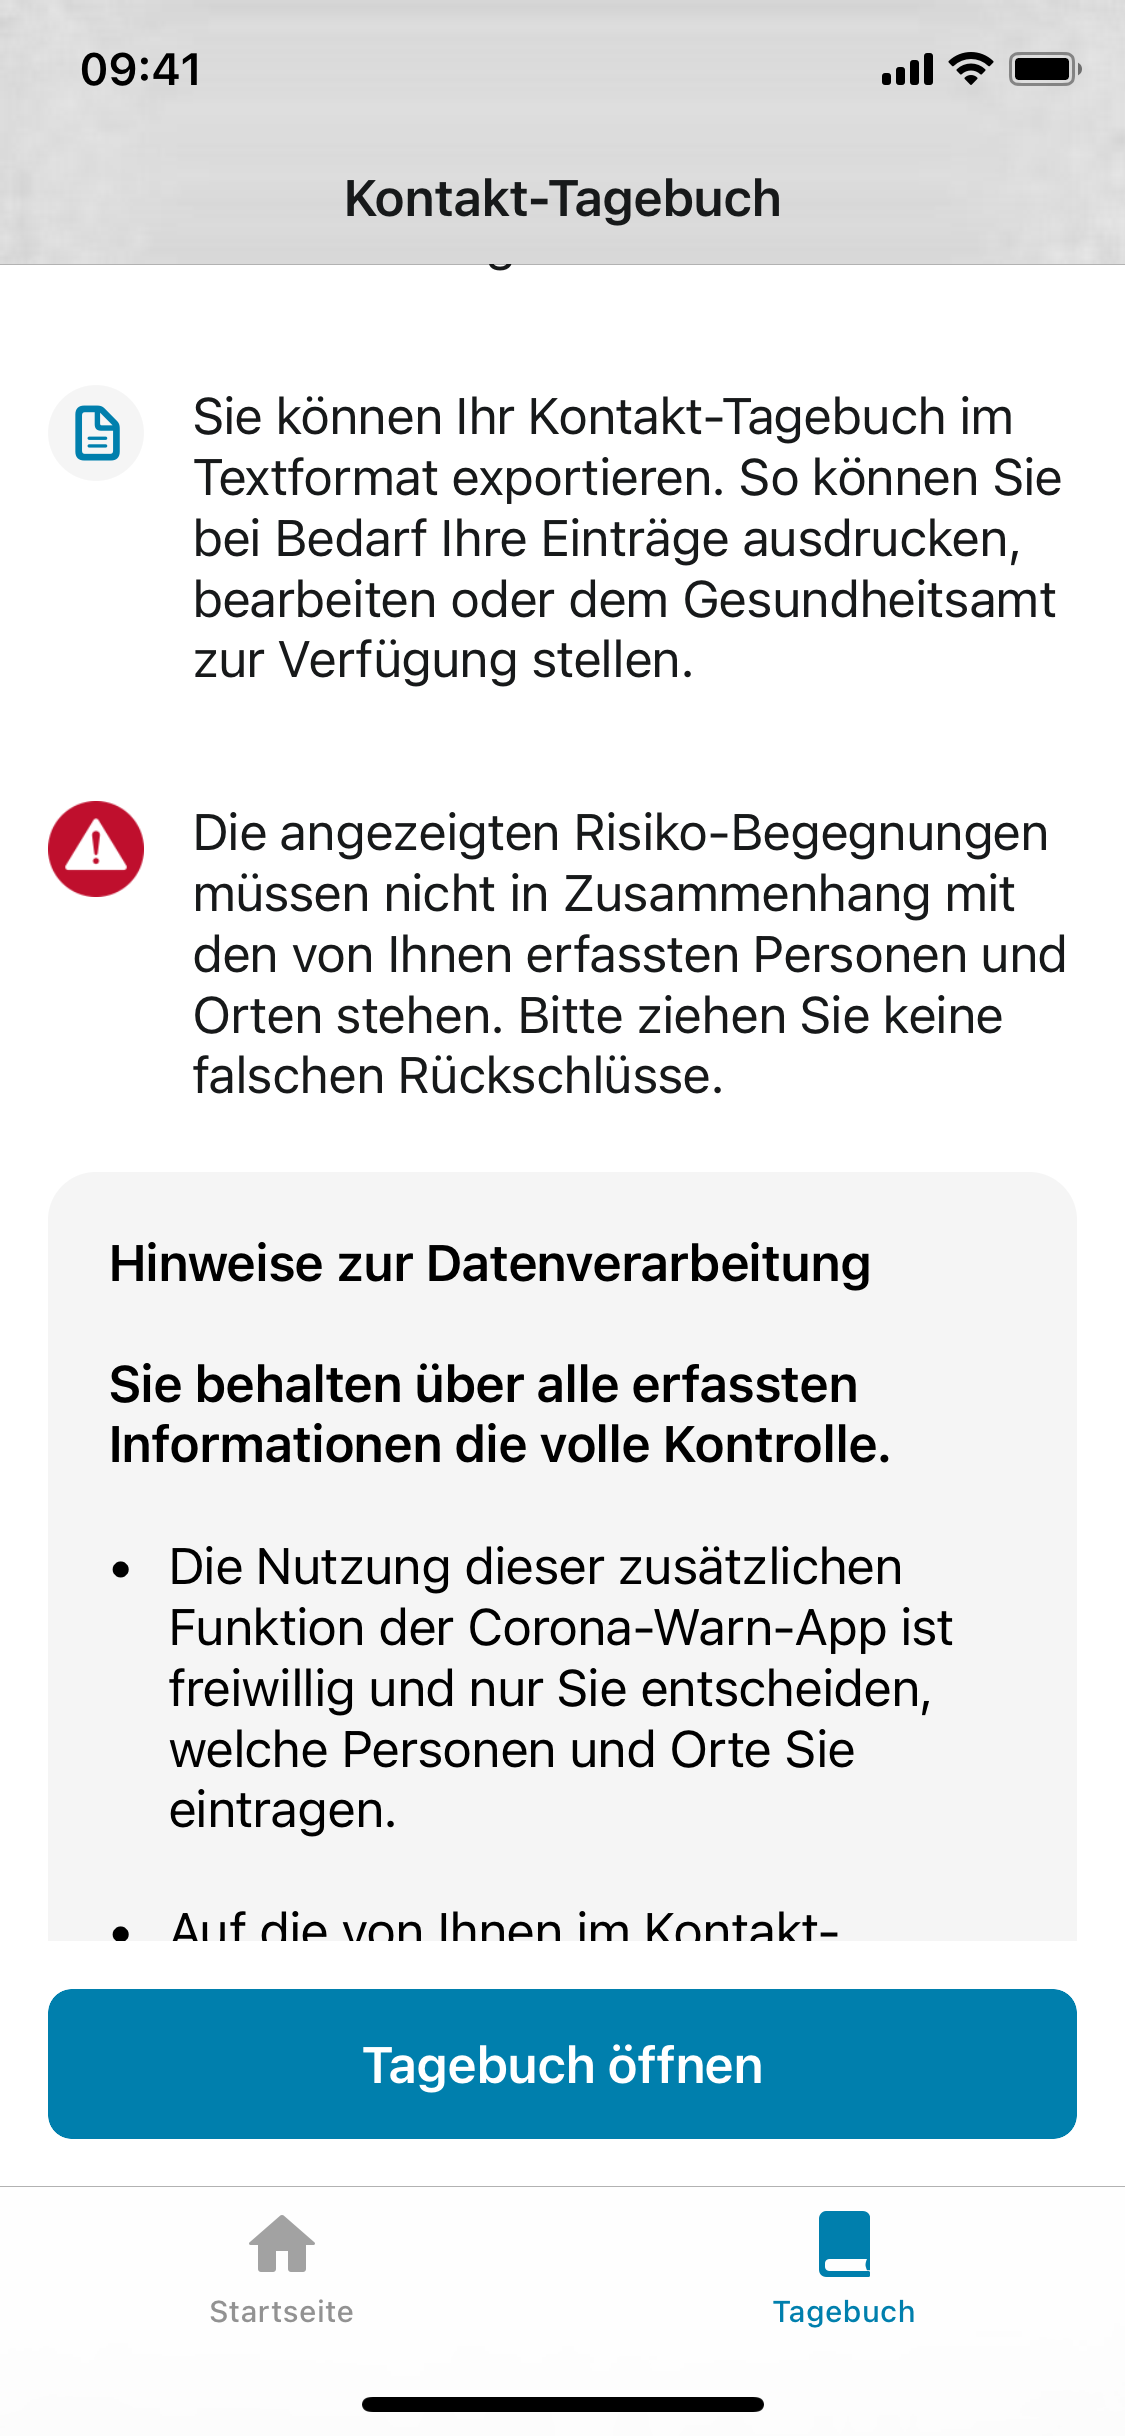 09:41
Kontakt-Tagebuch
Sie können Ihr Kontakt-Tagebuch im
Textformat exportieren. So können Sie
bei Bedarf Ihre Einträge ausdrucken,
bearbeiten oder dem Gesundheitsamt
zur Verfügung stellen.
Die angezeigten Risiko-Begegnungen
müssen nicht in Zusammenhang mit
den von Ihnen erfassten Personen und
Orten stehen. Bitte ziehen Sie keine
falschen Rückschlüsse.
Hinweise zur Datenverarbeitung
Sie behalten über alle erfassten
Informationen die volle Kontrolle.
• Die Nutzung dieser zusätzlichen
Funktion der Corona-Warn-App ist
freiwillig und nur Sie entscheiden,
welche Personen und Orte Sie
eintragen.
• Auf die von Ihnen im Kontakt-
Tagebuch öffnen
Startseite
Tagebuch